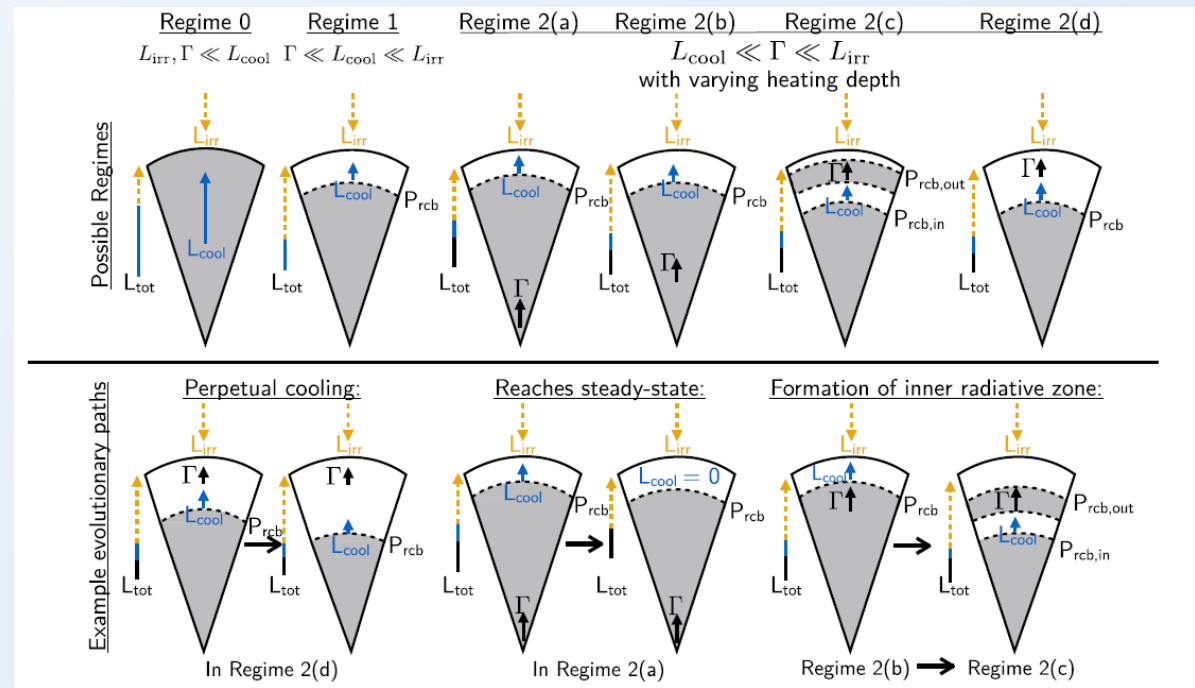 Regime 0 Regime 1 Regime 2(a) Regime 2(b) Regime 2(c) Regime 2(d)
L_irr, Γ ≪ L_cool Γ ≪ L_cool ≪ L_irr L_cool ≪ Γ ≪ L_irr
with varying heating depth
Possible Regimes
L_irr L_irr L_irr L_irr L_irr L_irr
L_cool L_tot
L_cool P_rcb L_tot
L_cool P_rcb Γ L_tot
L_cool P_rcb Γ L_tot
Γ P_rcb,out L_cool P_rcb,in L_tot
Γ L_cool P_rcb L_tot
Example evolutionary paths
Perpetual cooling: Reaches steady-state: Formation of inner radiative zone:
L_irr L_irr L_irr L_irr L_irr L_irr
Γ L_cool P_rcb L_tot
Γ L_cool P_rcb L_tot
L_cool P_rcb Γ L_tot
L_cool = 0 P_rcb Γ L_tot
L_cool Γ P_rcb L_tot
Γ P_rcb,out L_cool P_rcb,in L_tot
In Regime 2(d) In Regime 2(a) Regime 2(b) Regime 2(c)